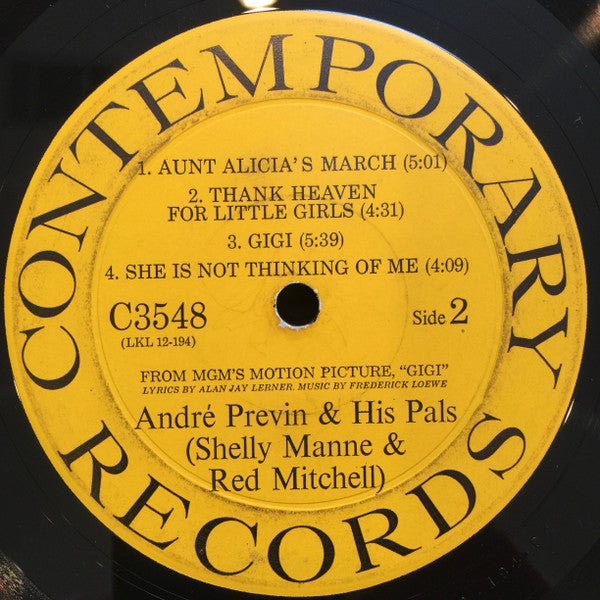 CONTEMPORARY
1. AUNT ALICIA'S MARCH (5:01)
2. THANK HEAVEN
FOR LITTLE GIRLS (4:31)
3. GIGI (5:39)
4. SHE IS NOT THINKING OF ME (4:09)
C3548
(LKL 12-194)
Side 2
FROM MGM'S MOTION PICTURE, "GIGI"
LYRICS BY ALAN JAY LERNER. MUSIC BY FREDERICK LOEWE
André Previn & His Pals
(Shelly Manne &
Red Mitchell)
RECORDS